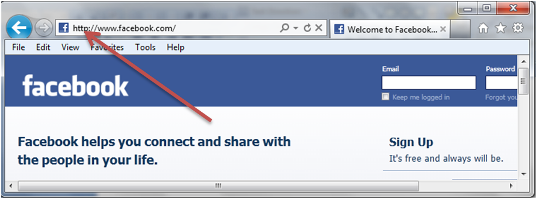 http://www.facebook.com/
Welcome to Facebook...
File Edit View Favorites Tools Help
facebook
Email
Password
Keep me logged in
Forgot you
Facebook helps you connect and share with
the people in your life.
Sign Up
It's free and always will be.